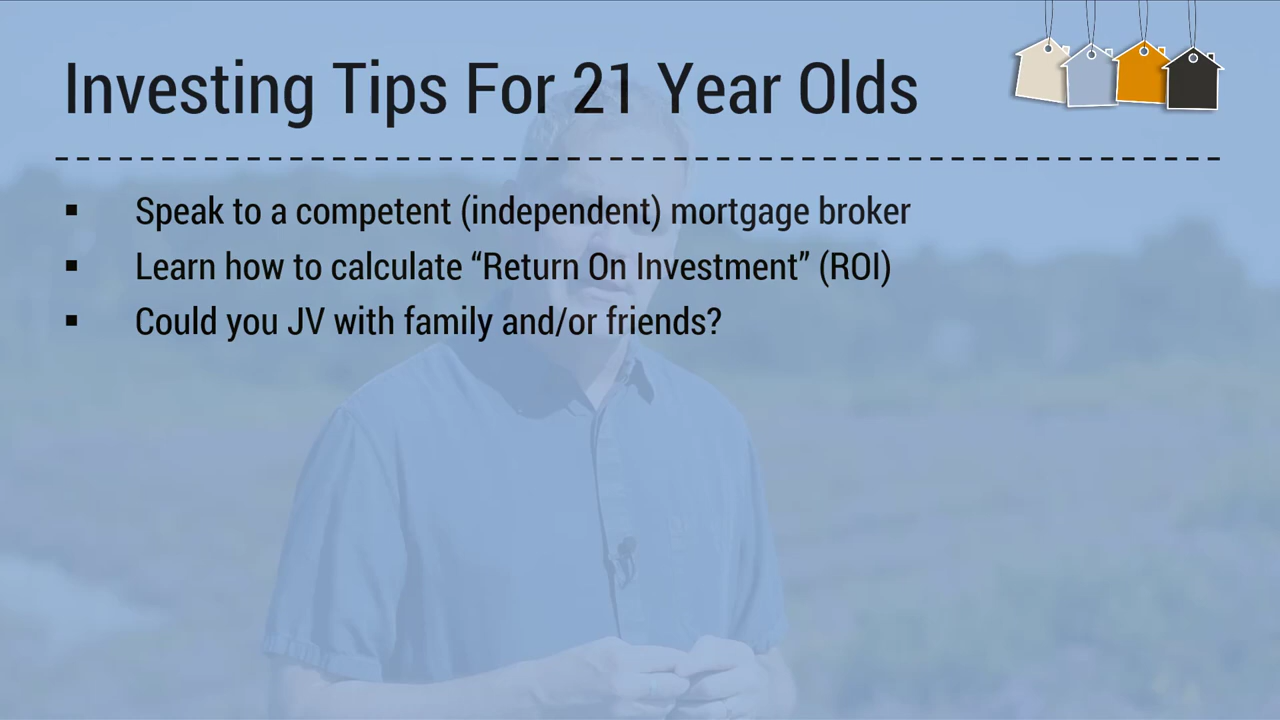 Investing Tips For 21 Year Olds
▪ Speak to a competent (independent) mortgage broker
▪ Learn how to calculate “Return On Investment” (ROI)
▪ Could you JV with family and/or friends?